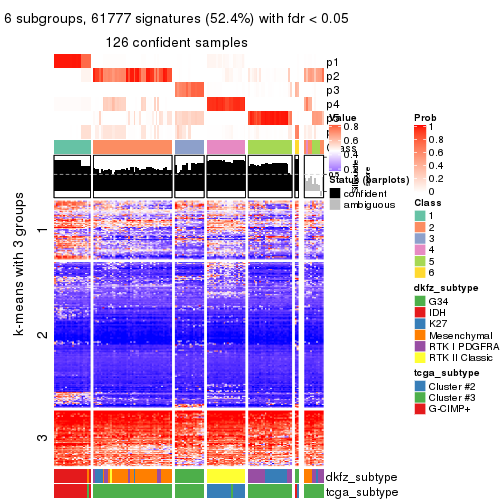 6 subgroups, 61777 signatures (52.4%) with fdr < 0.05
126 confident samples
p1
p2
p3
p4
Value
0.8
0.6
0.4
0.2
Status (barplots)
confident
ambiguous
Score
Prob
1
0.8
0.6
0.4
0.2
0
Class
1
2
3
4
5
6
dkfz_subtype
G34
IDH
K27
Mesenchymal
RTK I PDGFRA
RTK II Classic
tcga_subtype
Cluster #2
Cluster #3
G-CIMP+
k-means with 3 groups
1
2
3
dkfz_subtype
tcga_subtype